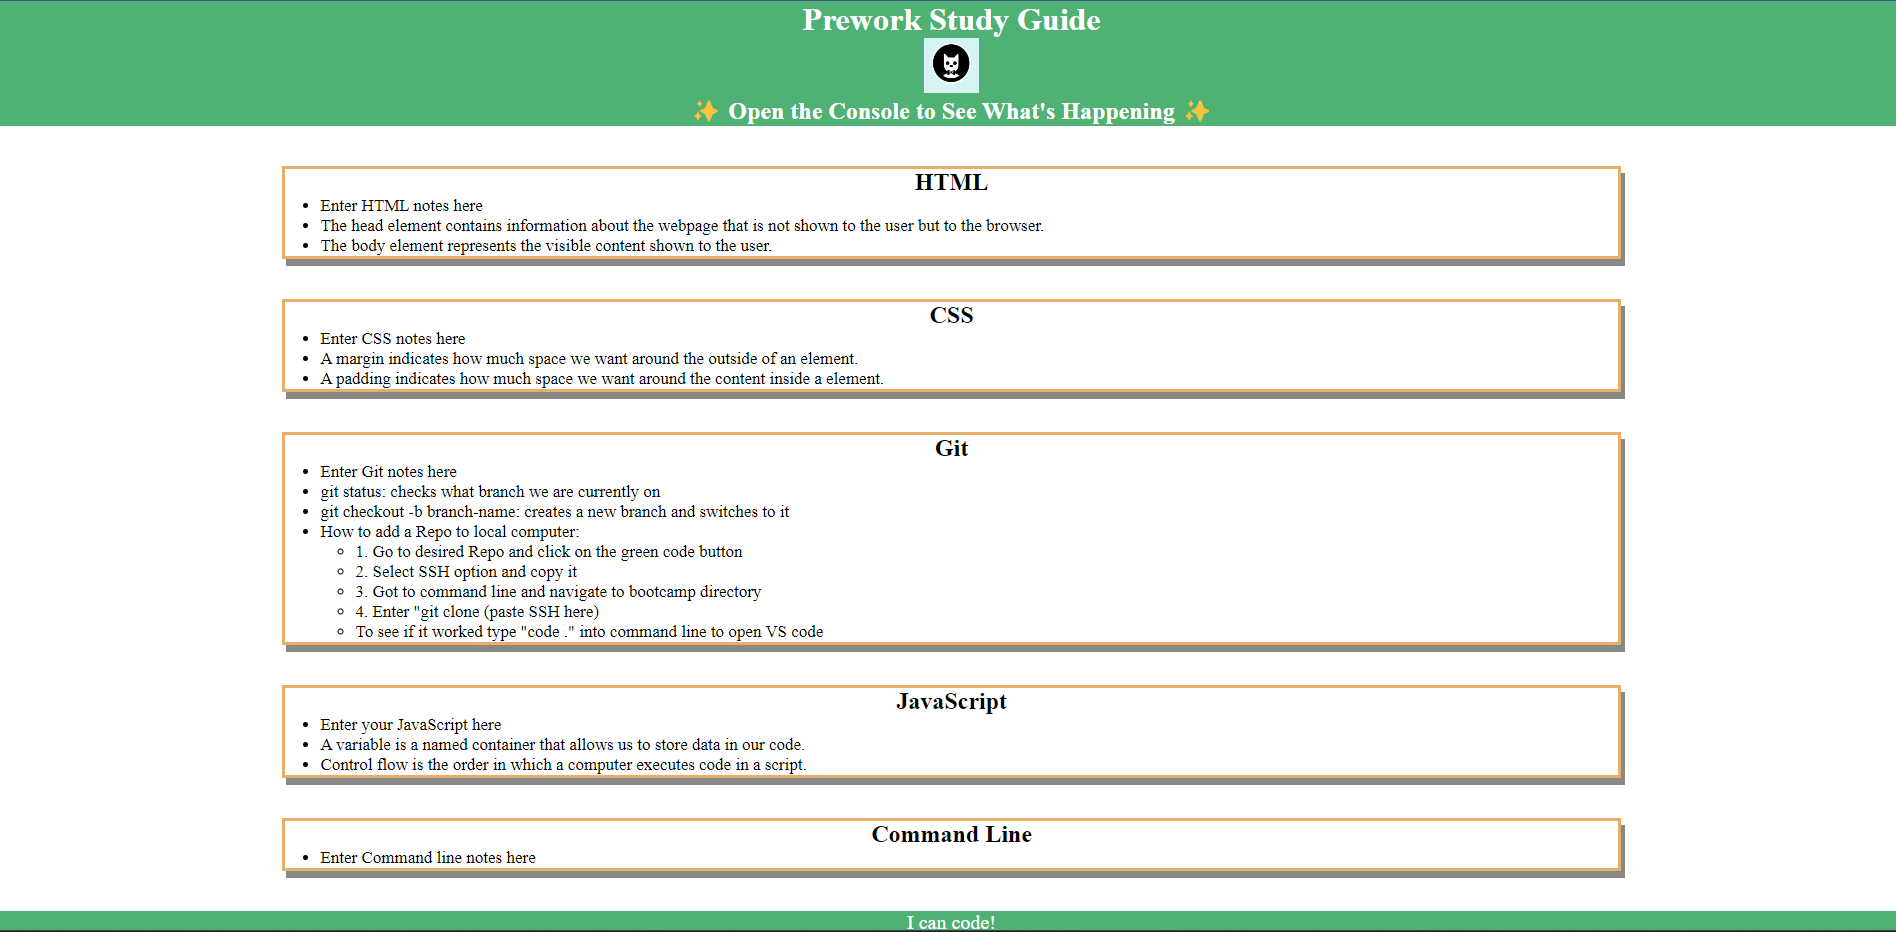 Prework Study Guide
✨ Open the Console to See What's Happening ✨
HTML
• Enter HTML notes here
• The head element contains information about the webpage that is not shown to the user but to the browser.
• The body element represents the visible content shown to the user.
CSS
• Enter CSS notes here
• A margin indicates how much space we want around the outside of an element.
• A padding indicates how much space we want around the content inside a element.
Git
• Enter Git notes here
• git status: checks what branch we are currently on
• git checkout -b branch-name: creates a new branch and switches to it
• How to add a Repo to local computer:
◦ 1. Go to desired Repo and click on the green code button
◦ 2. Select SSH option and copy it
◦ 3. Got to command line and navigate to bootcamp directory
◦ 4. Enter "git clone (paste SSH here)
◦ To see if it worked type "code ." into command line to open VS code
JavaScript
• Enter your JavaScript here
• A variable is a named container that allows us to store data in our code.
• Control flow is the order in which a computer executes code in a script.
Command Line
• Enter Command line notes here
I can code!